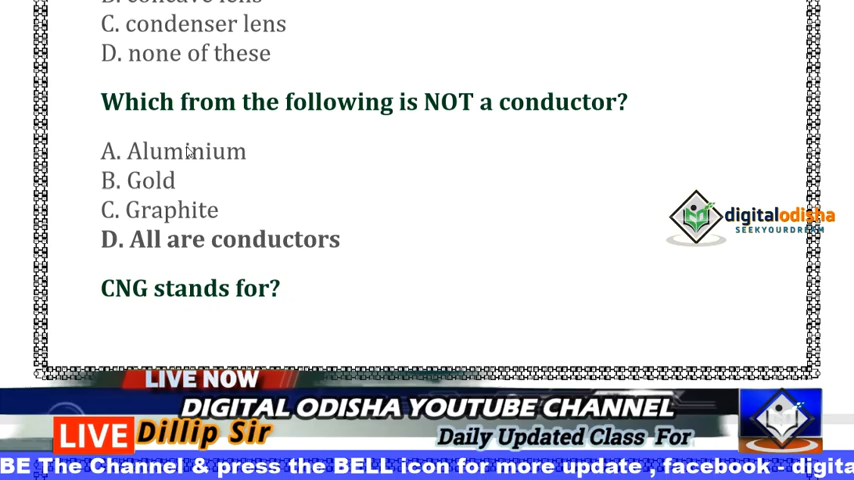 C. condenser lens
D. none of these
Which from the following is NOT a conductor?
A. Aluminium
B. Gold
C. Graphite
D. All are conductors
digitalodisha
SEEKYOURDREAM
CNG stands for?
LIVE NOW
DIGITAL ODISHA YOUTUBE CHANNEL
LIVE Dillip Sir
Daily Updated Class For
BE The Channel & press the BELL icon for more update , facebook - digita